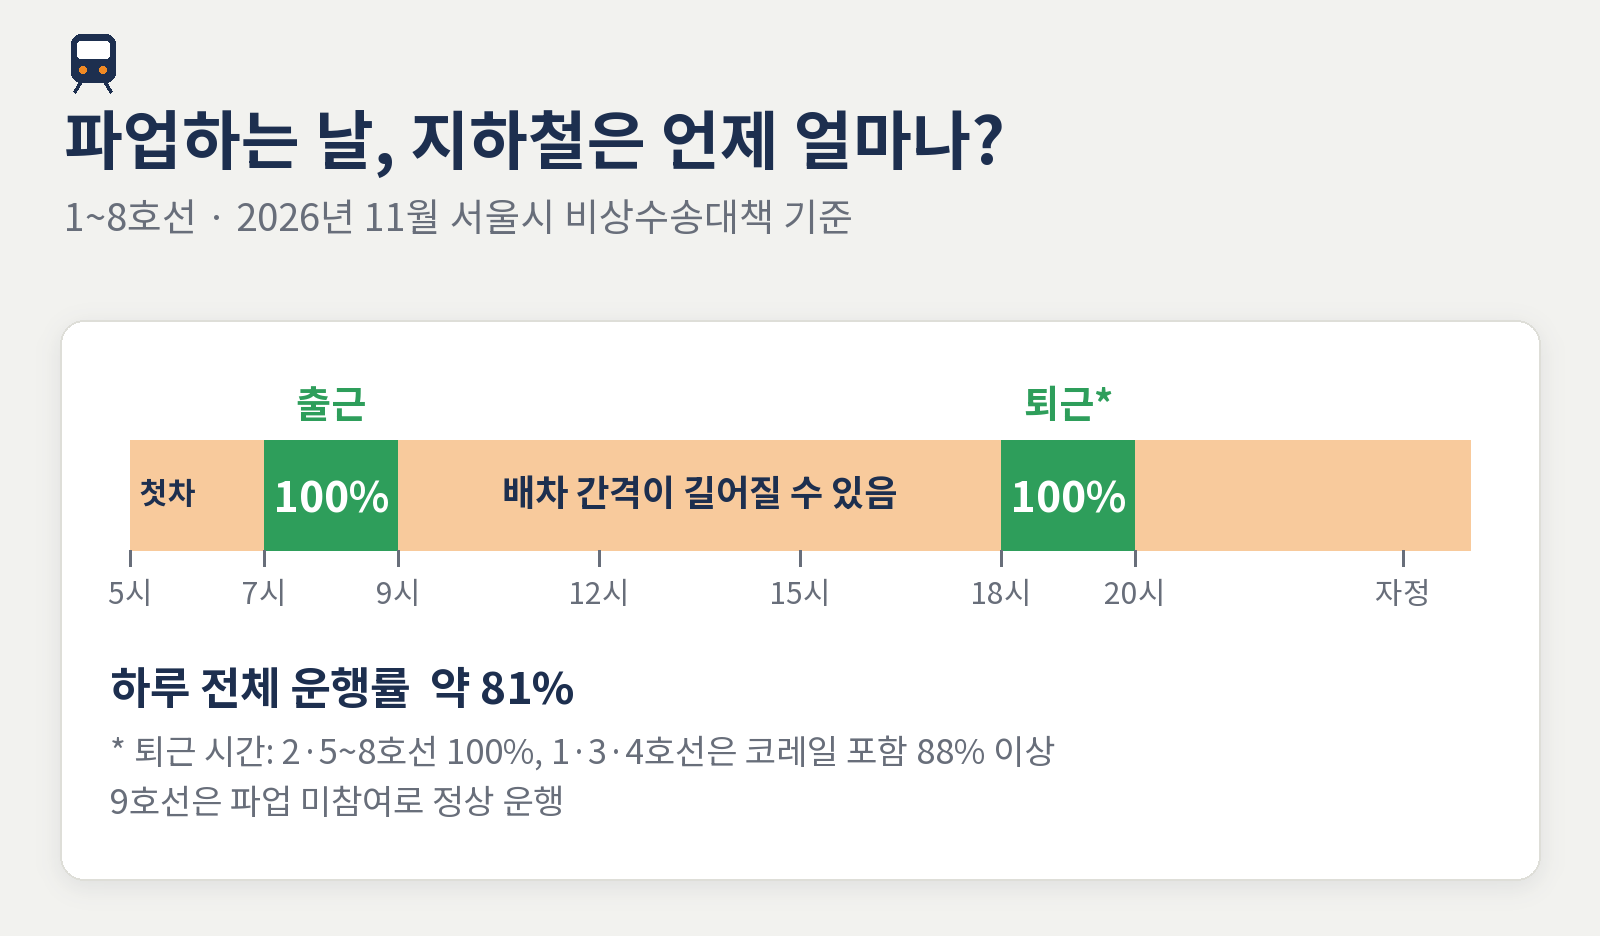 파업하는 날, 지하철은 언제 얼마나?
1~8호선 · 2026년 11월 서울시 비상수송대책 기준
출근
퇴근*
첫차
100%
배차 간격이 길어질 수 있음
100%
5시
7시
9시
12시
15시
18시
20시
자정
하루 전체 운행률 약 81%
* 퇴근 시간: 2·5~8호선 100%, 1·3·4호선은 코레일 포함 88% 이상
9호선은 파업 미참여로 정상 운행